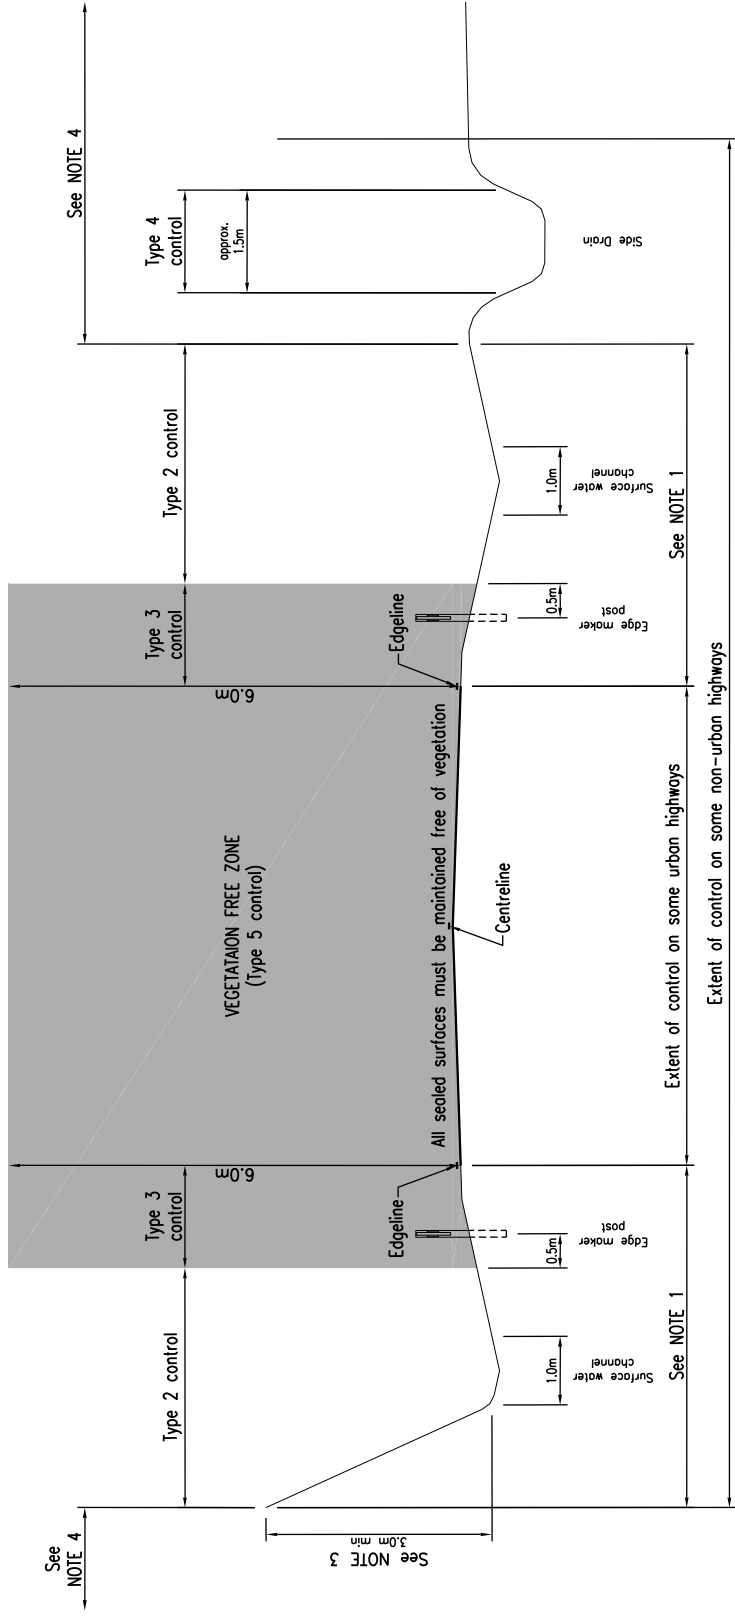 See
NOTE 4
See NOTE 4
Type 2 control
Type 3
control
VEGETATAION FREE ZONE
(Type 5 control)
Type 3
control
Type 2 control
Type 4
control
approx.
1.5m
6.0m
6.0m
See NOTE 3
3.0m min
Edgeline
All sealed surfaces must be maintained free of vegetation
Edgeline
Centreline
1.0m
Surface water
channel
0.5m
Edge maker
post
0.5m
Edge maker
post
1.0m
Surface water
channel
Side Drain
See NOTE 1
Extent of control on some urban highways
See NOTE 1
Extent of control on some non-urban highways